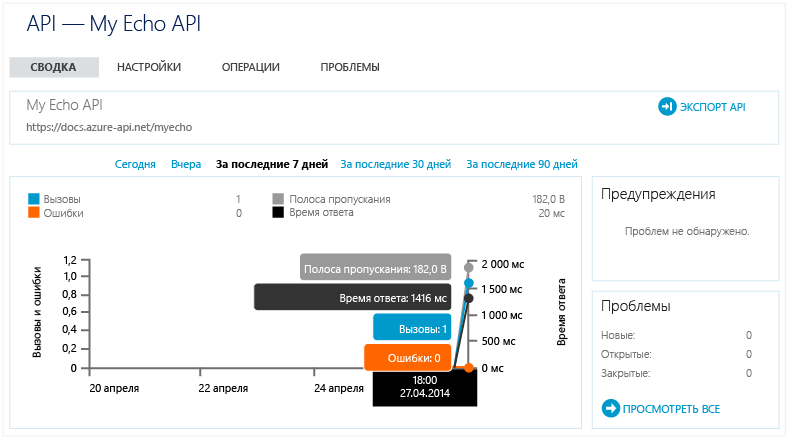 API — My Echo API
СВОДКА НАСТРОЙКИ ОПЕРАЦИИ ПРОБЛЕМЫ
My Echo API
ЭКСПОРТ API
https://docs.azure-api.net/myecho
Сегодня Вчера За последние 7 дней За последние 30 дней За последние 90 дней
Вызовы 1 Полоса пропускания 182,0 В
Ошибки 0 Время ответа 20 мс
Вызовы и ошибки
1,2
1,0
0,8
0,6
0,4
0,2
0
20 апреля 22 апреля 24 апреля
Полоса пропускания: 182,0 В
Время ответа: 1416 мс
Вызовы: 1
Ошибки: 0
18:00
27.04.2014
2 000 мс
1 500 мс
1 000 мс
500 мс
0 мс
Время ответа
Предупреждения
Проблем не обнаружено.
Проблемы
Новые: 0
Открытые: 0
Закрытые: 0
ПРОСМОТРЕТЬ ВСЕ